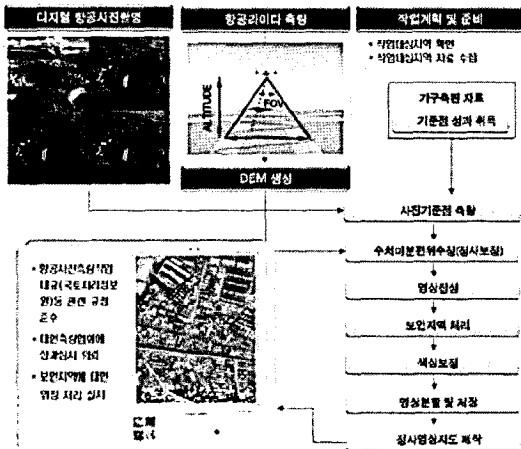 디지털 항공사진촬영
항공라이다 측량
작업계획 및 준비
• 작업대상지역 확인
• 작업대상지역 자료 수집
ALTITUDE
FOV
기구축된 자료
기준점 성과 취득
DEM 생성
사진기준점 측량
수치미분편위수정(정사보정)
영상집성
보안지역 처리
색상보정
영상분할 및 저장
정사영상지도 제작
• 항공사진측량작업
내규(국토지리정보
원)등 관련 규정
준수
• 대한측량협회에
성과심사 의뢰
• 보안지역에 대한
위장 처리 실시